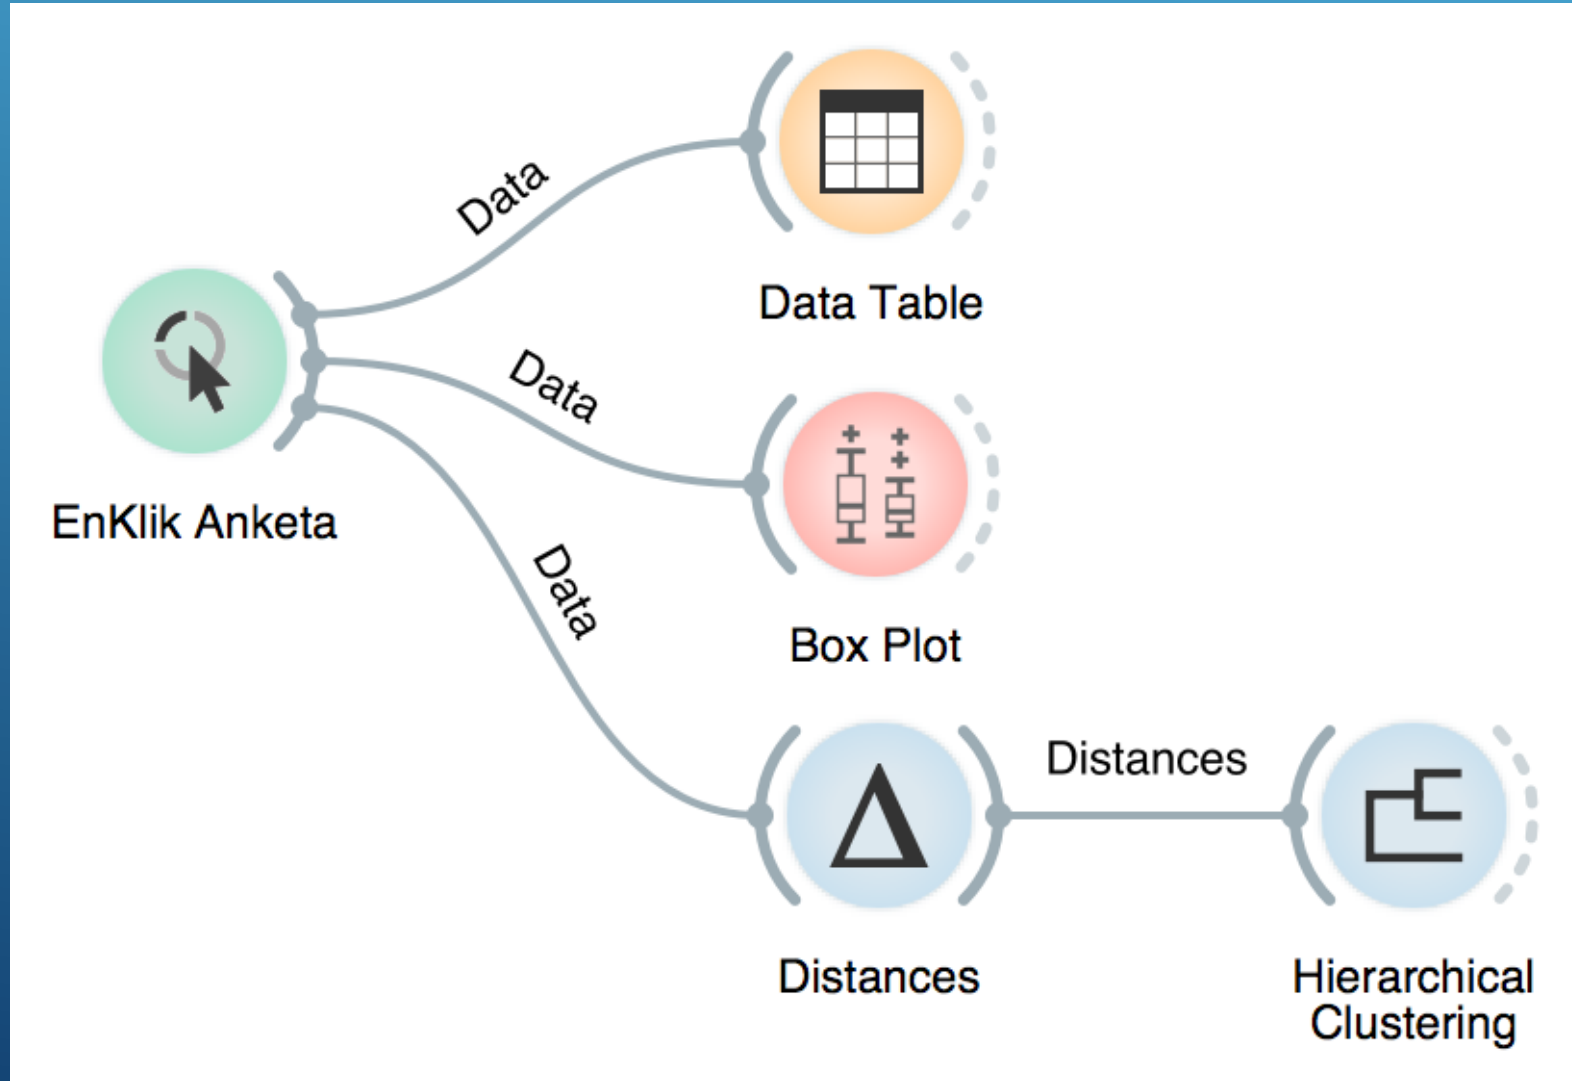 Data
Data Table
Data
EnKlik Anketa
Box Plot
Data
Distances
Distances
Hierarchical
Clustering